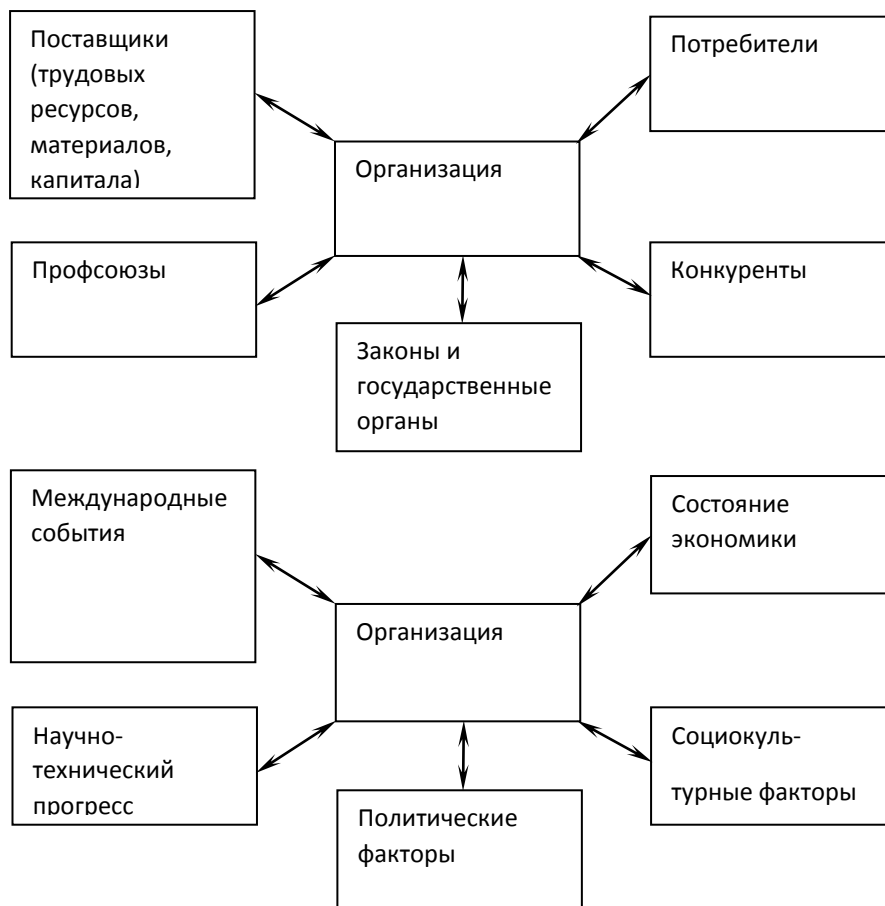 Поставщики
(трудовых
ресурсов,
материалов,
капитала)
Потребители
Организация
Профсоюзы
Конкуренты
Законы и
государственные
органы
Международные
события
Состояние
экономики
Организация
Научно-
технический
прогресс
Социокуль-
турные факторы
Политические
факторы